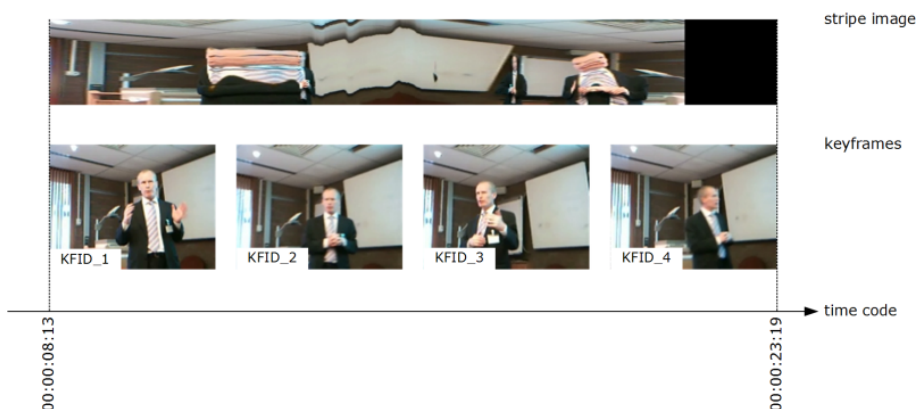 stripe image
keyframes
KFID_1
KFID_2
KFID_3
KFID_4
time code
00:00:08:13
00:00:23:19